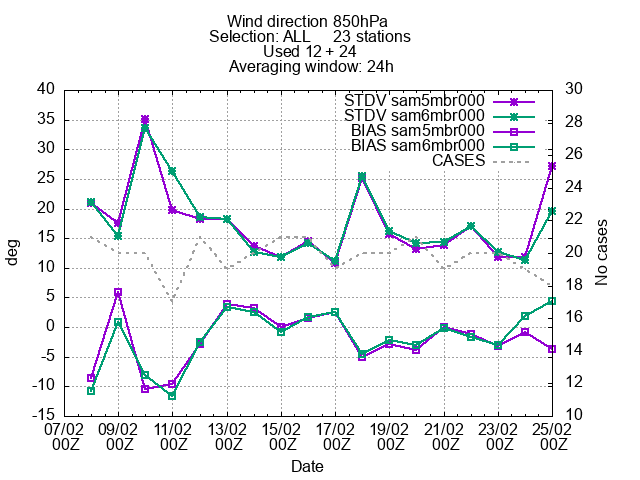 Wind direction 850hPa
Selection: ALL 23 stations
Used 12 + 24
Averaging window: 24h
STDV sam5mbr000
STDV sam6mbr000
BIAS sam5mbr000
BIAS sam6mbr000
CASES
deg
40
35
30
25
20
15
10
5
0
-5
-10
-15
No cases
30
28
26
24
22
20
18
16
14
12
10
07/02 09/02 11/02 13/02 15/02 17/02 19/02 21/02 23/02 25/02
00Z 00Z 00Z 00Z 00Z 00Z 00Z 00Z 00Z 00Z
Date